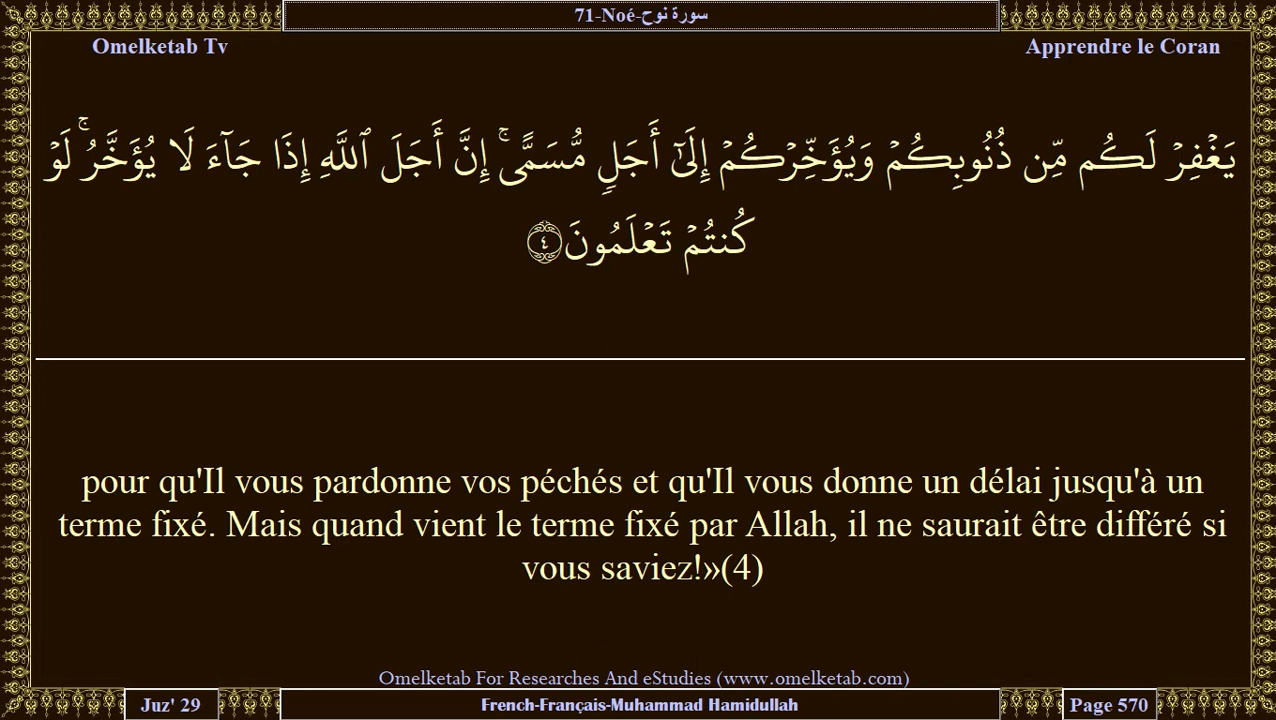 71-Noé-سورة نوح
Omelketab Tv
Apprendre le Coran
يَغْفِرْ لَكُم مِّن ذُنُوبِكُمْ وَيُؤَخِّرْكُمْ إِلَىٰٓ أَجَلٍ مُّسَمًّى ۚ إِنَّ أَجَلَ ٱللَّهِ إِذَا جَآءَ لَا يُؤَخَّرُ ۚ لَوْ
كُنتُمْ تَعْلَمُونَ ٤
pour qu'Il vous pardonne vos péchés et qu'Il vous donne un délai jusqu'à un
terme fixé. Mais quand vient le terme fixé par Allah, il ne saurait être différé si
vous saviez!»(4)
Omelketab For Researches And eStudies (www.omelketab.com)
Juz' 29
French-Français-Muhammad Hamidullah
Page 570